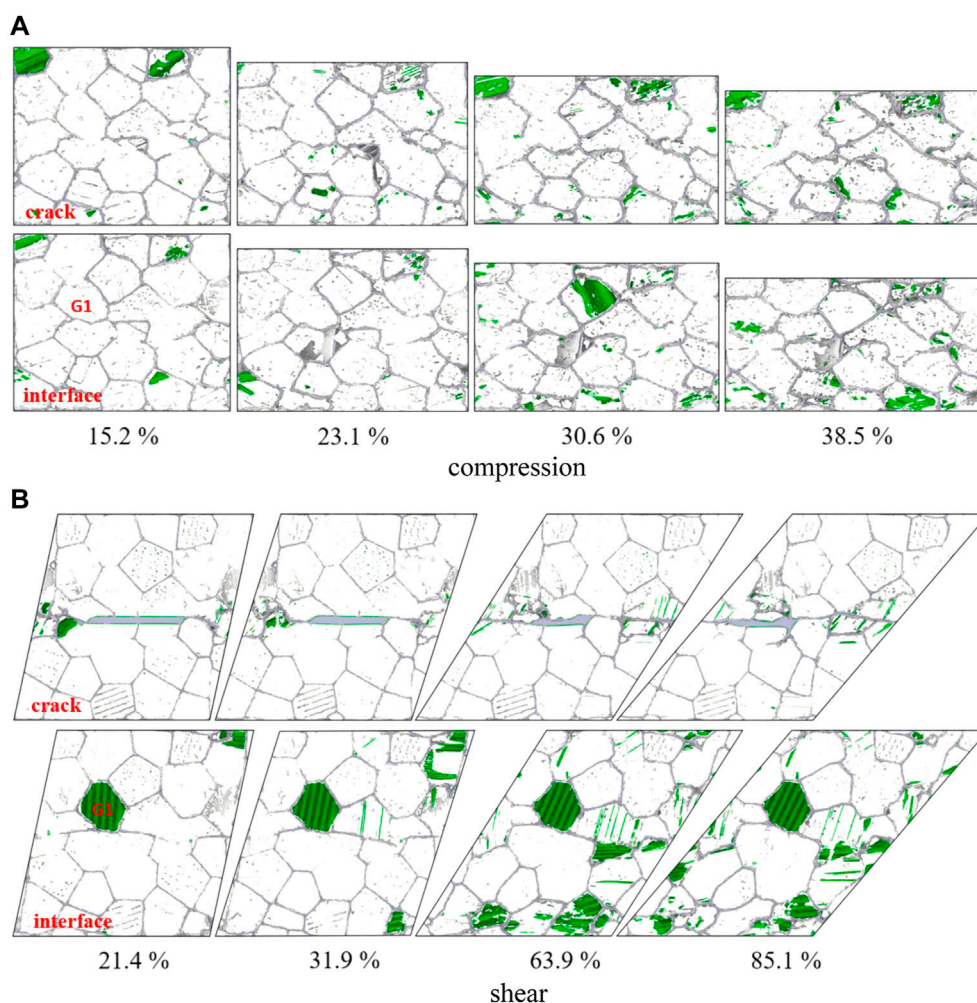 A
crack
G1
interface
15.2 %
23.1 %
30.6 %
38.5 %
compression
B
crack
G1
interface
21.4 %
31.9 %
63.9 %
85.1 %
shear